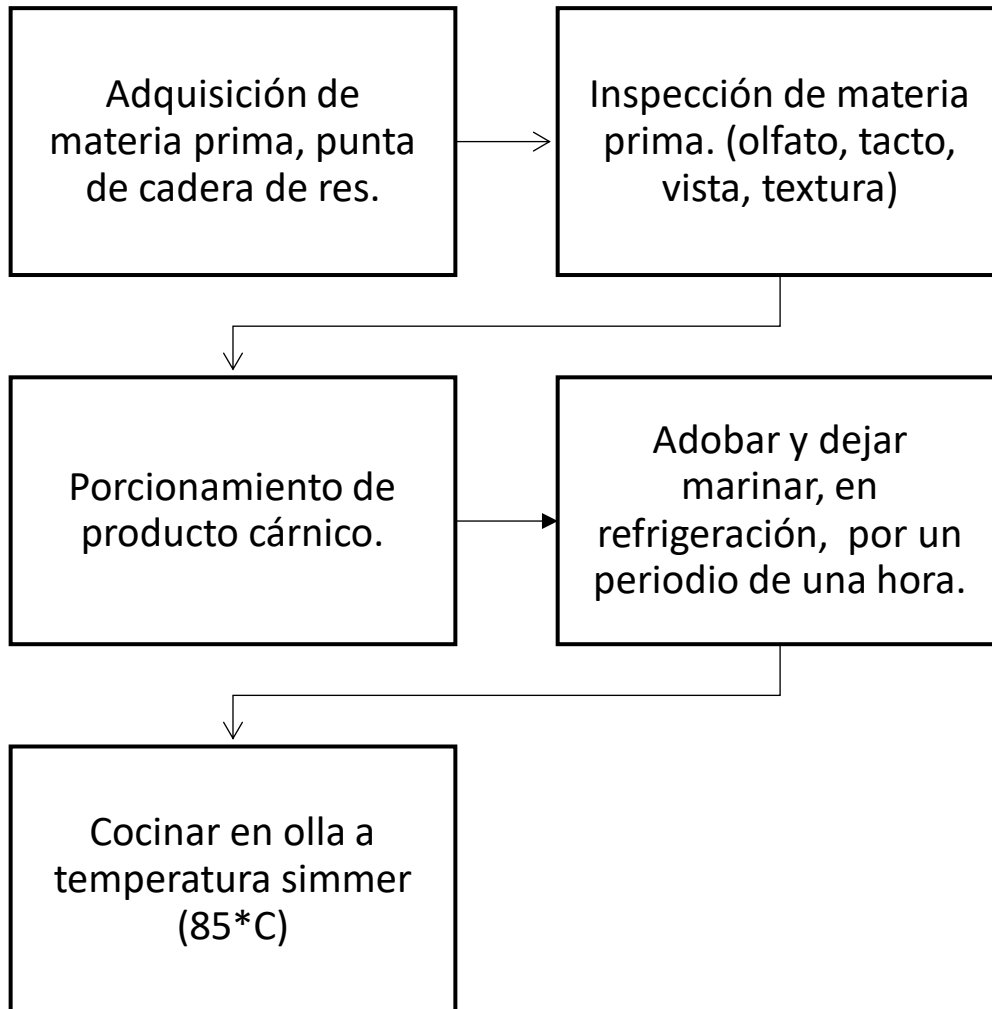 Adquisición de
materia prima, punta
de cadera de res.
Inspección de materia
prima. (olfato, tacto,
vista, textura)
Porcionamiento de
producto cárnico.
Adobar y dejar
marinar, en
refrigeración,  por un
periodio de una hora.
Cocinar en olla a
temperatura simmer
(85*C)